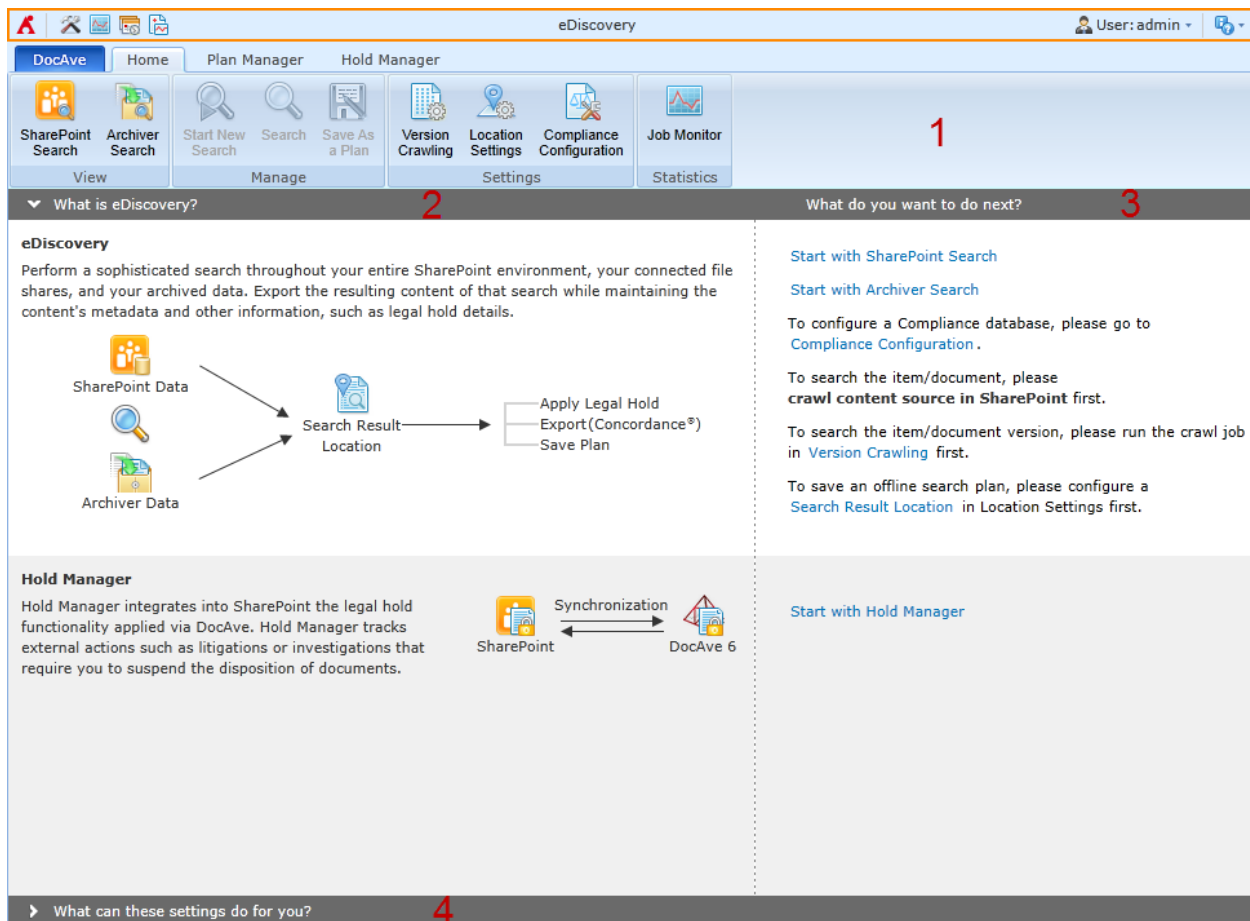 eDiscovery
User: admin
DocAve Home Plan Manager Hold Manager
SharePoint Search
Archiver Search
Start New Search
Search
Save As a Plan
Version Crawling
Location Settings
Compliance Configuration
Job Monitor
1
View Manage Settings Statistics
What is eDiscovery? 2
What do you want to do next? 3
eDiscovery
Perform a sophisticated search throughout your entire SharePoint environment, your connected file
shares, and your archived data. Export the resulting content of that search while maintaining the
content's metadata and other information, such as legal hold details.
SharePoint Data
Archiver Data
Search Result
Location
Apply Legal Hold
Export(Concordance®)
Save Plan
Start with SharePoint Search
Start with Archiver Search
To configure a Compliance database, please go to
Compliance Configuration.
To search the item/document, please
crawl content source in SharePoint first.
To search the item/document version, please run the crawl job
in Version Crawling first.
To save an offline search plan, please configure a
Search Result Location in Location Settings first.
Hold Manager
Hold Manager integrates into SharePoint the legal hold
functionality applied via DocAve. Hold Manager tracks
external actions such as litigations or investigations that
require you to suspend the disposition of documents.
Synchronization
SharePoint
DocAve 6
Start with Hold Manager
What can these settings do for you? 4